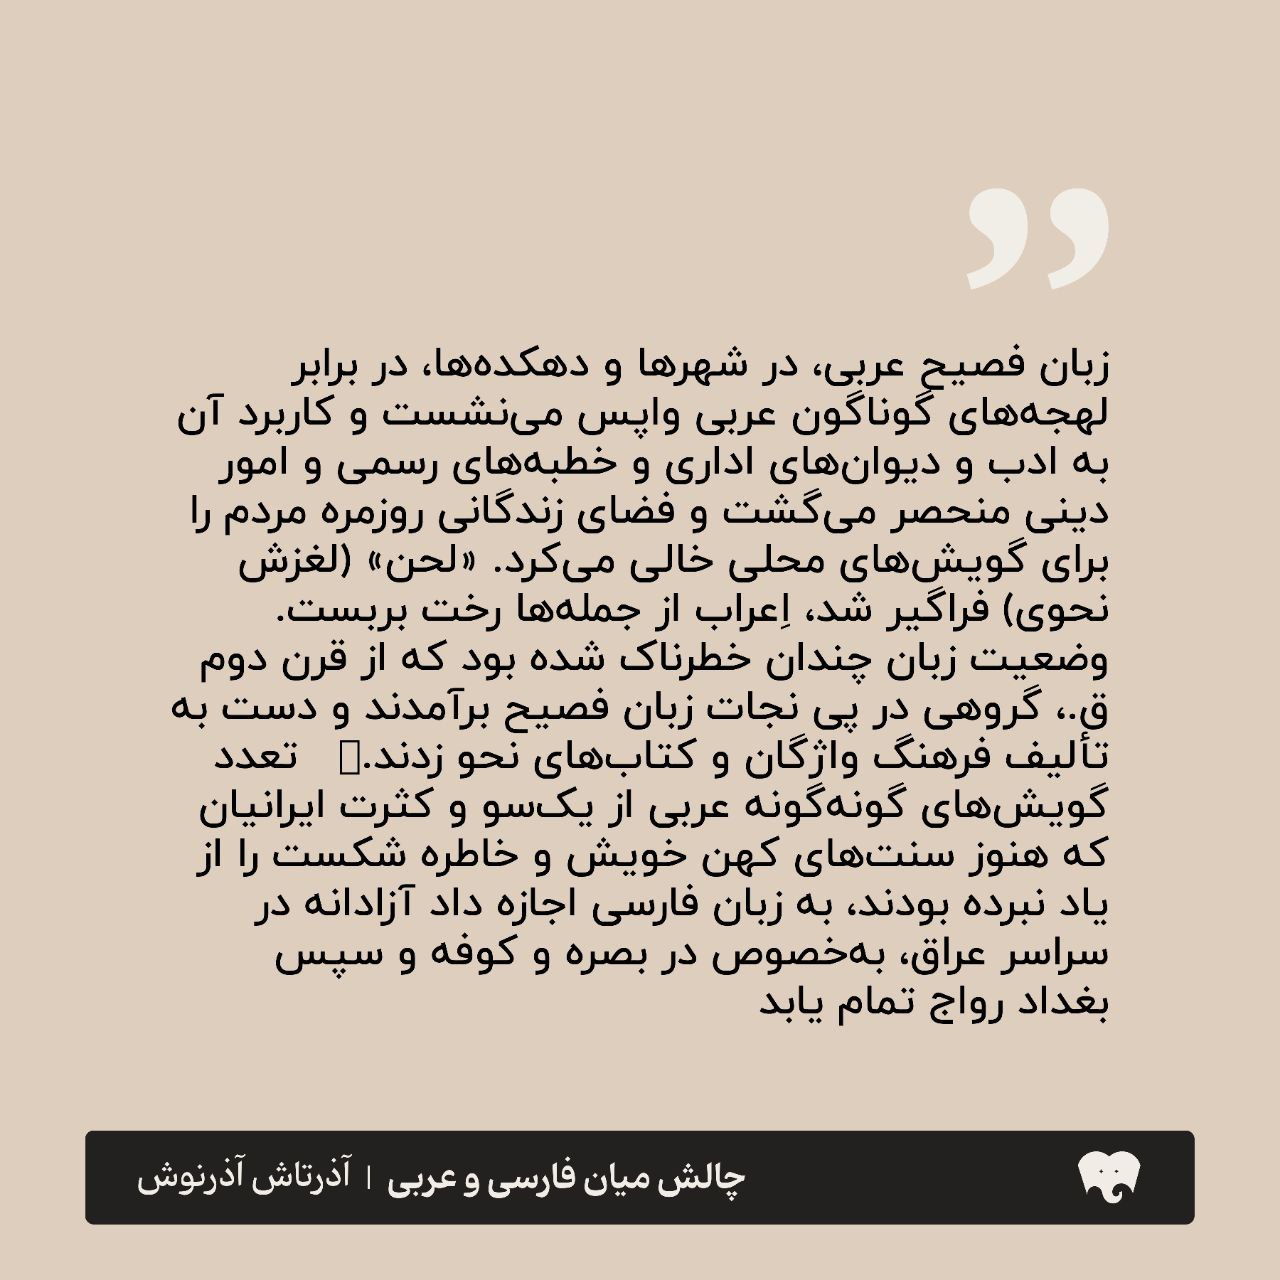 ”
زبان فصیح عربی، در شهرها و دهکده‌ها، در برابر
لهجه‌های گوناگون عربی واپس می‌نشست و کاربرد آن
به ادب و دیوان‌های اداری و خطبه‌های رسمی و امور
دینی منحصر می‌گشت و فضای زندگانی روزمره مردم را
برای گویش‌های محلی خالی می‌کرد. «لحن» (لغزش
نحوی) فراگیر شد، اِعراب از جمله‌ها رخت بربست.
وضعیت زبان چندان خطرناک شده بود که از قرن دوم
ق.، گروهی در پی نجات زبان فصیح برآمدند و دست به
تألیف فرهنگ واژگان و کتاب‌های نحو زدند. تعدد
گویش‌های گونه‌گونه عربی از یک‌سو و کثرت ایرانیان
که هنوز سنت‌های کهن خویش و خاطره شکست را از
یاد نبرده بودند، به زبان فارسی اجازه داد آزادانه در
سراسر عراق، به‌خصوص در بصره و کوفه و سپس
بغداد رواج تمام یابد
چالش میان فارسی و عربی | آذرتاش آذرنوش